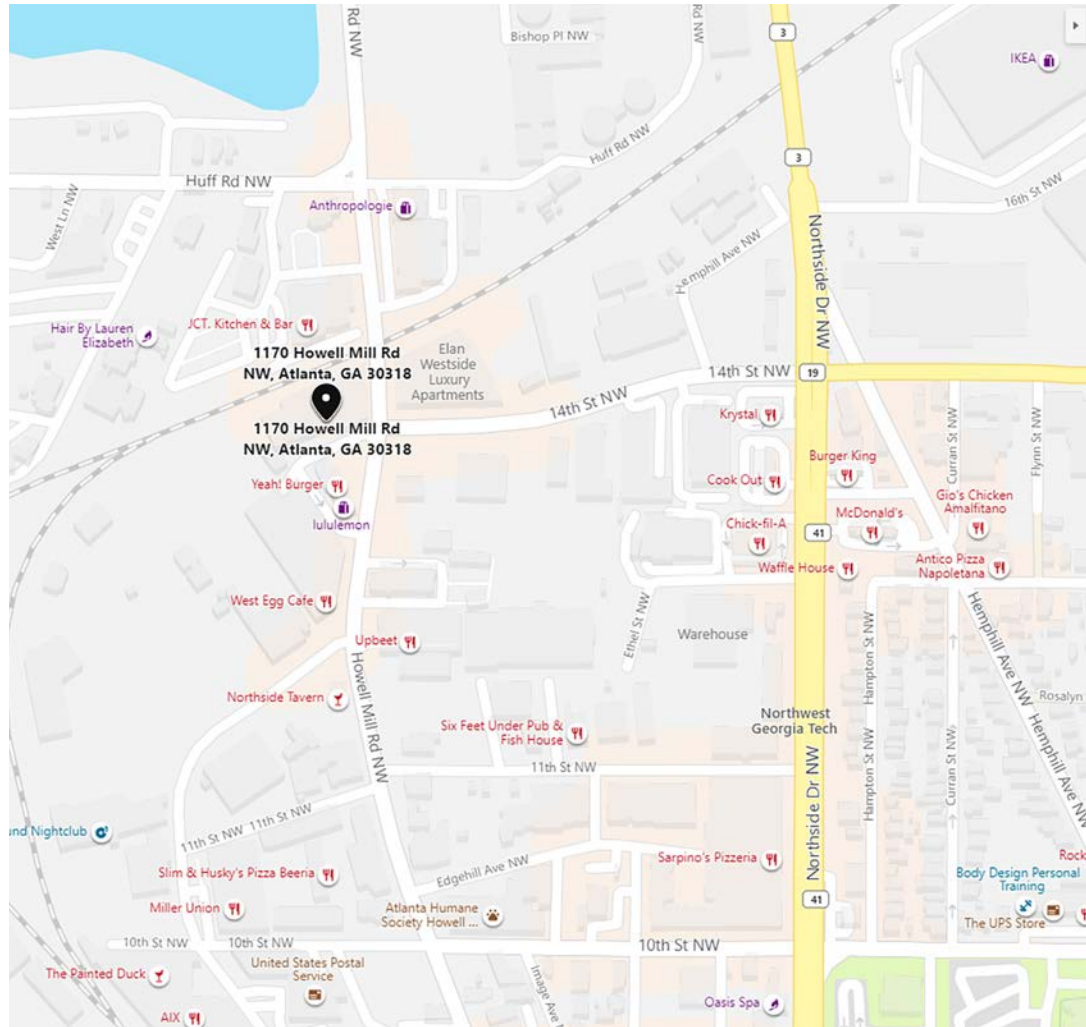 Rd NW
Bishop Pl NW
Rd NW
3
IKEA
3
Huff Rd NW
Huff Rd NW
West Ln NW
Anthropologie
16th St NW
Hemphill Ave NW
Northside Dr NW
Hair By Lauren
Elizabeth
JCT. Kitchen & Bar
1170 Howell Mill Rd
NW, Atlanta, GA 30318
Elan
Westside
Luxury
Apartments
14th St NW
19
14th St NW
1170 Howell Mill Rd
NW, Atlanta, GA 30318
Krystal
Curran St NW
Flynn St NW
Yeah! Burger
lululemon
Cook Out
Burger King
Gio's Chicken
Amalfitano
Chick-fil-A
McDonald's
41
Waffle House
Antico Pizza
Napoletana
West Egg Cafe
Upbeet
Ethel St NW
Warehouse
Hampton St NW
Hemphill Ave NW
Hemphill Ave NW
Rosalyn
Northside Tavern
Howell Mill Rd NW
Six Feet Under Pub &
Fish House
Northwest
Georgia Tech
11th St NW
Northside Dr NW
Hampton St NW
Curran St NW
und Nightclub
11th St NW
11th St NW
Slim & Husky's Pizza Beeria
Edgehill Ave NW
Sarpino's Pizzeria
Rock
Body Design Personal
Training
Miller Union
Atlanta Humane
Society Howell ...
41
The UPS Store
10th St NW
10th St NW
10th St NW
The Painted Duck
United States Postal
Service
Image Ave NW
Oasis Spa
AIX